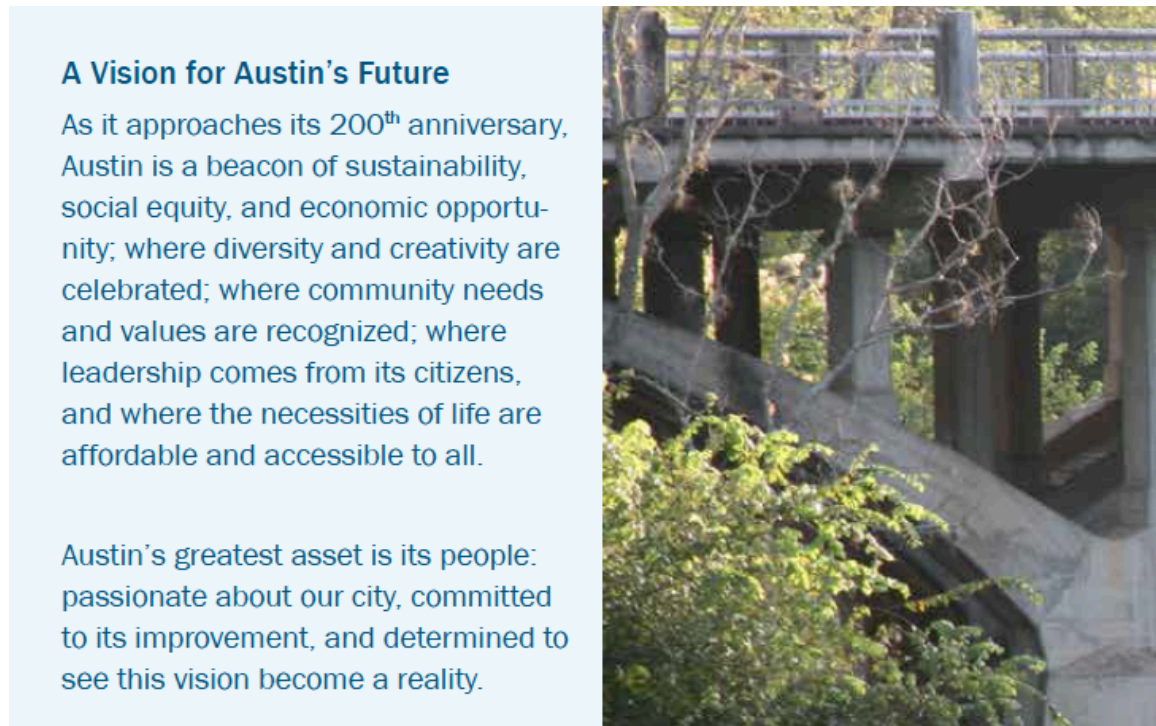 A Vision for Austin's Future
As it approaches its 200th anniversary,
Austin is a beacon of sustainability,
social equity, and economic opportu-
nity; where diversity and creativity are
celebrated; where community needs
and values are recognized; where
leadership comes from its citizens,
and where the necessities of life are
affordable and accessible to all.
Austin's greatest asset is its people:
passionate about our city, committed
to its improvement, and determined to
see this vision become a reality.